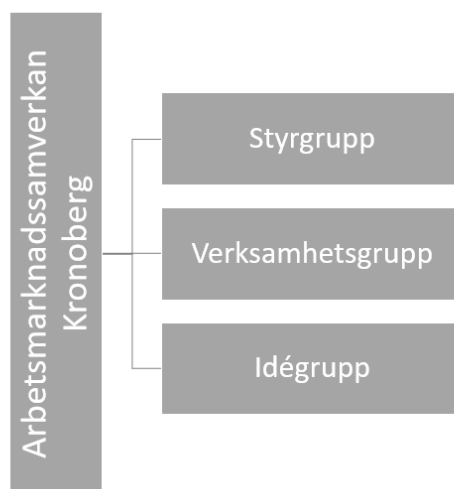 Arbetsmarknadssamverkan
Kronoberg
Styrgrupp
Verksamhetsgrupp
Idégrupp